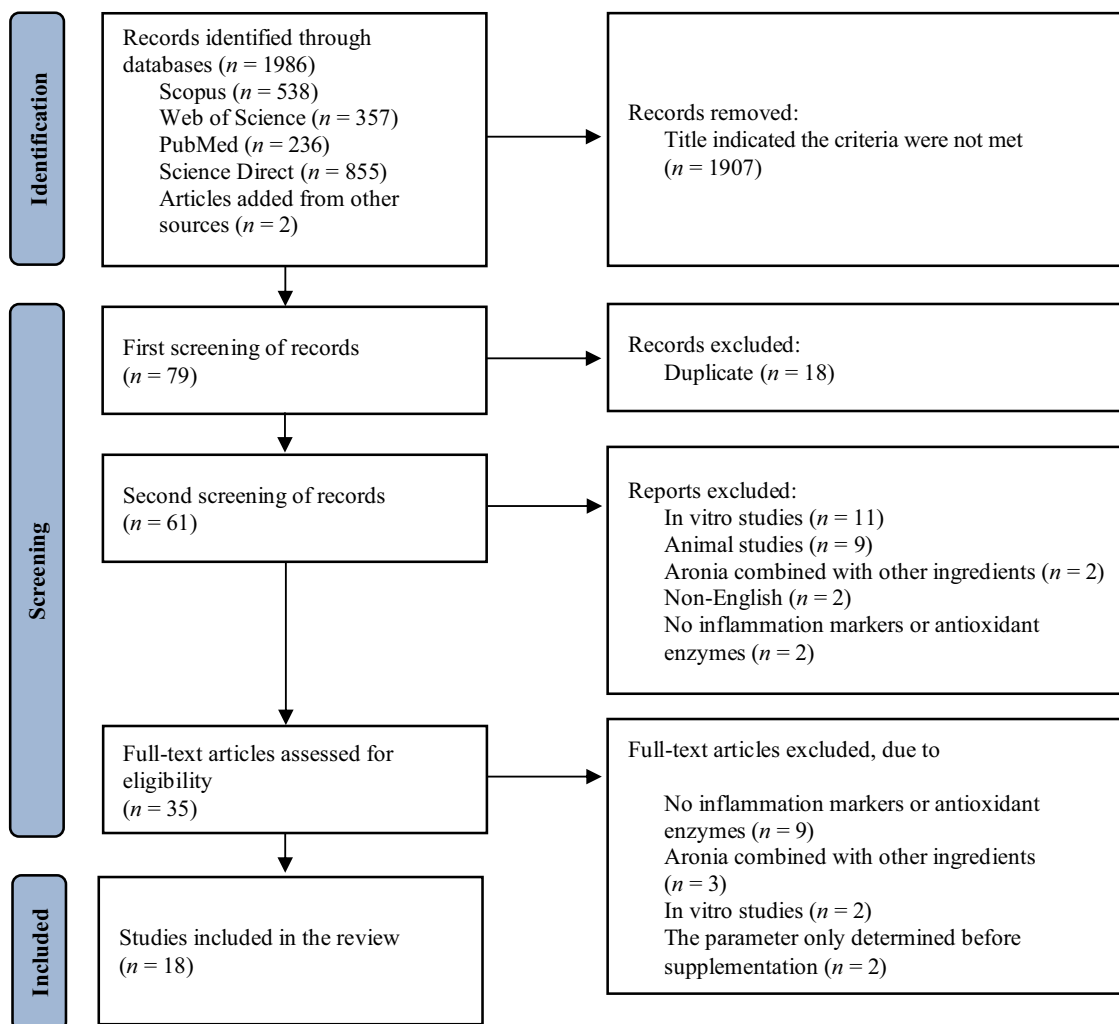 Identification
Records identified through
databases (n = 1986)
Scopus (n = 538)
Web of Science (n = 357)
PubMed (n = 236)
Science Direct (n = 855)
Articles added from other
sources (n = 2)
Records removed:
Title indicated the criteria were not met
(n = 1907)
Screening
First screening of records
(n = 79)
Records excluded:
Duplicate (n = 18)
Second screening of records
(n = 61)
Reports excluded:
In vitro studies (n = 11)
Animal studies (n = 9)
Aronia combined with other ingredients (n = 2)
Non-English (n = 2)
No inflammation markers or antioxidant
enzymes (n = 2)
Full-text articles assessed for
eligibility
(n = 35)
Full-text articles excluded, due to
No inflammation markers or antioxidant
enzymes (n = 9)
Aronia combined with other ingredients
(n = 3)
In vitro studies (n = 2)
The parameter only determined before
supplementation (n = 2)
Included
Studies included in the review
(n = 18)